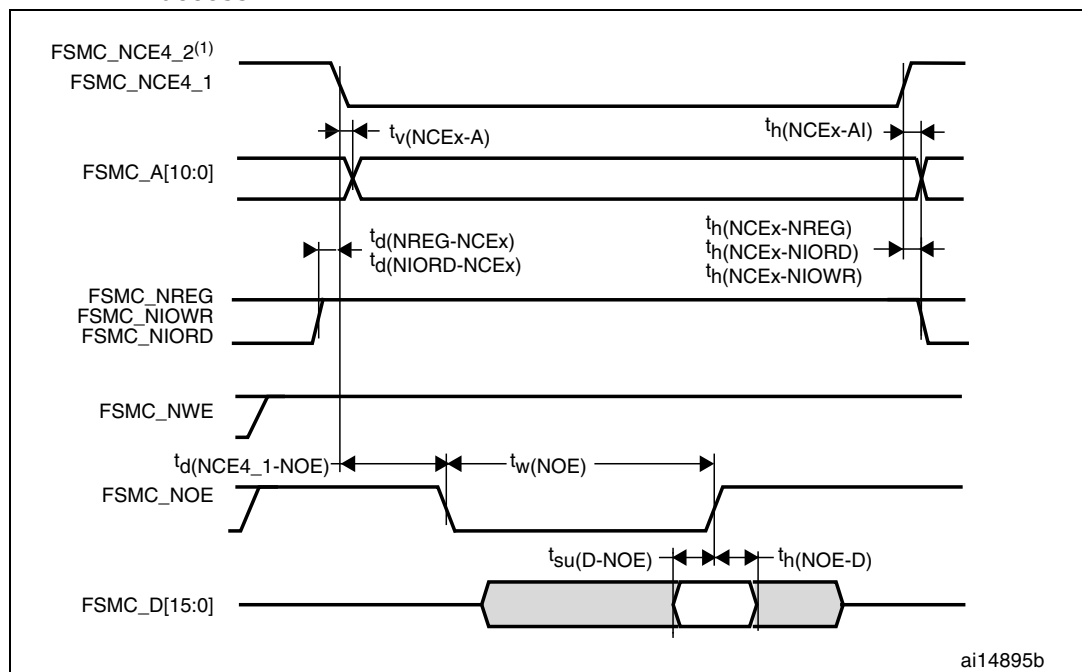 FSMC_NCE4_2(1)
FSMC_NCE4_1
tv(NCEx-A)
th(NCEx-AI)
FSMC_A[10:0]
td(NREG-NCEx)
td(NIORD-NCEx)
th(NCEx-NREG)
th(NCEx-NIORD)
th(NCEx-NIOWR)
FSMC_NREG
FSMC_NIOWR
FSMC_NIORD
FSMC_NWE
td(NCE4_1-NOE)
tw(NOE)
FSMC_NOE
tsu(D-NOE)
th(NOE-D)
FSMC_D[15:0]
ai14895b